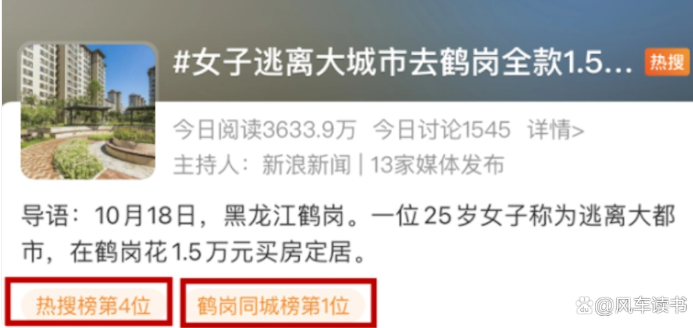 #女子逃离大城市去鹤岗全款1.5...
热搜
今日阅读3633.9万 今日讨论1545 详情>
主持人：新浪新闻 | 13家媒体发布
导语：10月18日，黑龙江鹤岗。一位25岁女子称为逃离大都
市，在鹤岗花1.5万元买房定居。
热搜榜第4位
鹤岗同城榜第1位
@风车读书